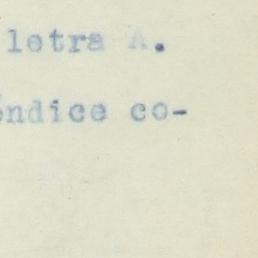 letra A.
éndice co-